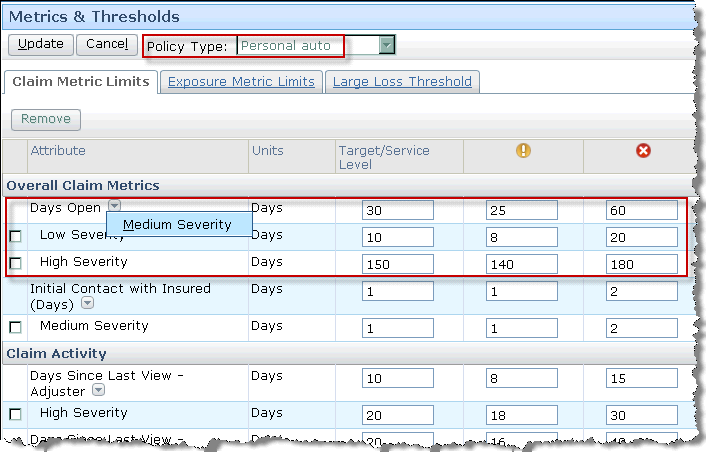 Metrics & Thresholds
Update Cancel Policy Type: Personal auto
Claim Metric Limits Exposure Metric Limits Large Loss Threshold
Remove
Attribute Units Target/Service Level
Overall Claim Metrics
Days Open Days 30 25 60
Medium Severity
Low Severity Days 10 8 20
High Severity Days 150 140 180
Initial Contact with Insured (Days) Days 1 1 2
Medium Severity Days 1 1 2
Claim Activity
Days Since Last View - Adjuster Days 10 8 15
High Severity Days 20 18 30
Days Since Last View - Days 20 16